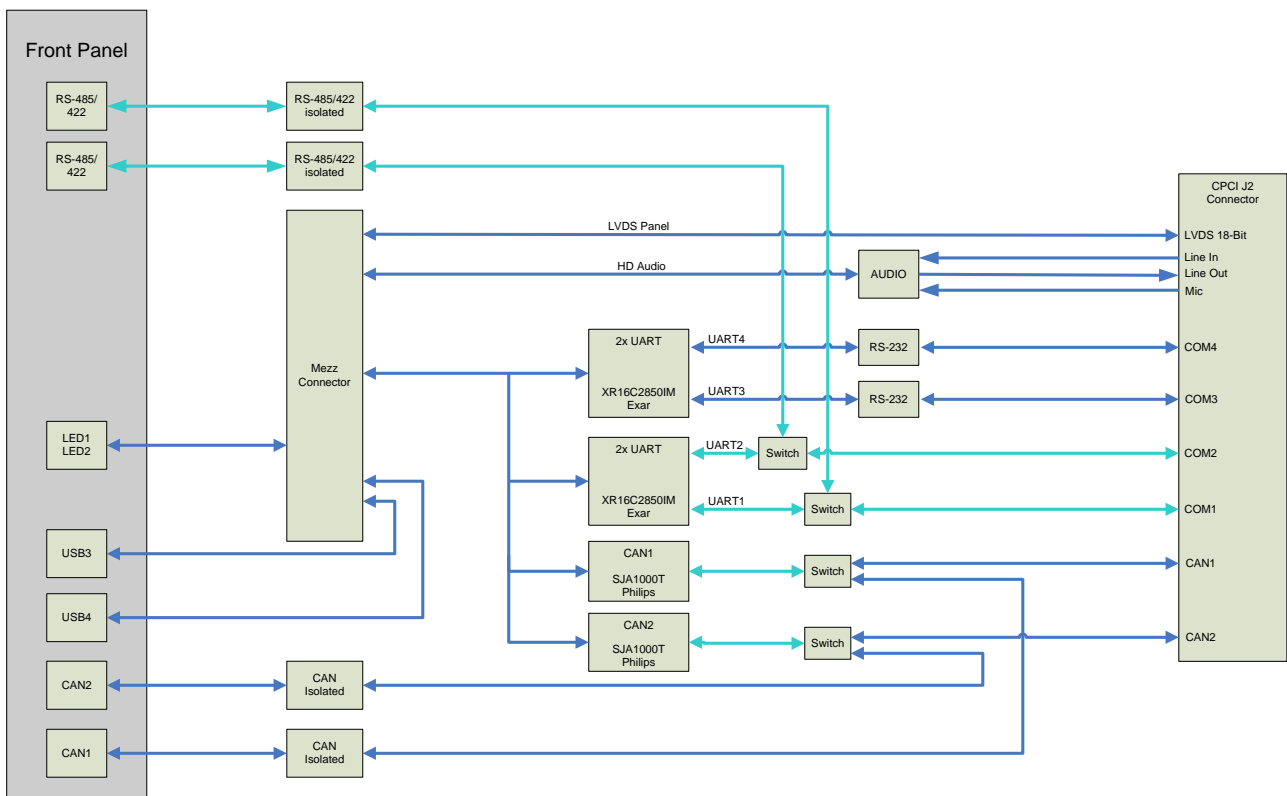 Front Panel
RS-485/
422
RS-485/422
isolated
RS-485/
422
RS-485/422
isolated
CPCI J2
Connector
LVDS Panel
LVDS 18-Bit
HD Audio
AUDIO
Line In
Line Out
Mic
Mezz
Connector
2x UART
XR16C2850IM
Exar
UART4
RS-232
COM4
UART3
RS-232
COM3
LED1
LED2
2x UART
XR16C2850IM
Exar
UART2
Switch
COM2
UART1
Switch
COM1
USB3
CAN1
SJA1000T
Philips
Switch
CAN1
USB4
CAN2
SJA1000T
Philips
Switch
CAN2
CAN2
CAN
Isolated
CAN1
CAN
Isolated